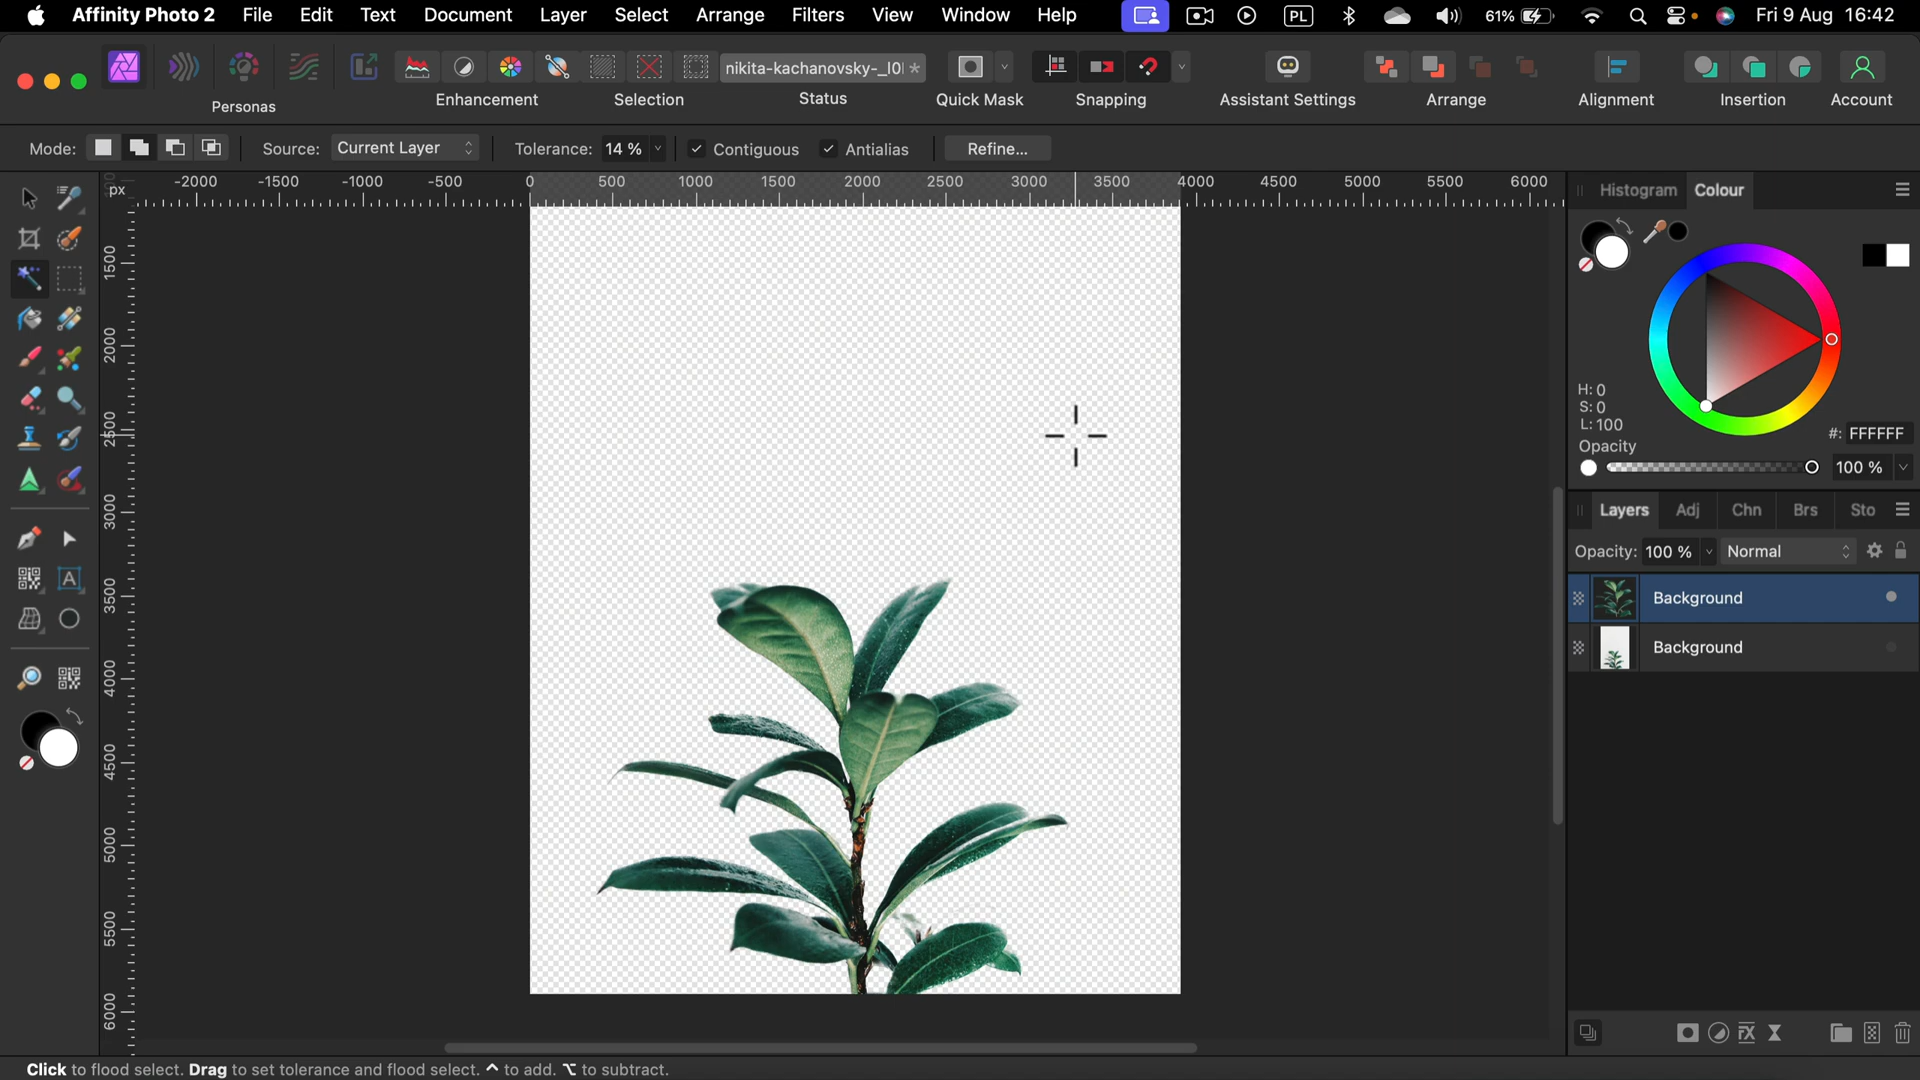 Affinity Photo 2 File Edit Text Document Layer Select Arrange Filters View Window Help PL 61% Fri 9 Aug 16:42
nikita-kachanovsky-_l0l *
Personas Enhancement Selection Status Quick Mask Snapping Assistant Settings Arrange Alignment Insertion Account
Mode: Source: Current Layer Tolerance: 14 % Contiguous Antialias Refine...
px -2000 -1500 -1000 -500 0 500 1000 1500 2000 2500 3000 3500 4000 4500 5000 5500 6000
1500
2000
2500
3000
3500
4000
4500
5000
5500
6000
A
Histogram Colour
H: 0
S: 0
L: 100
#: FFFFFF
Opacity
100 %
Layers Adj Chn Brs Sto
Opacity: 100 % Normal
Background
Background
FX
Click to flood select. Drag to set tolerance and flood select. ^ to add. ⌥ to subtract.